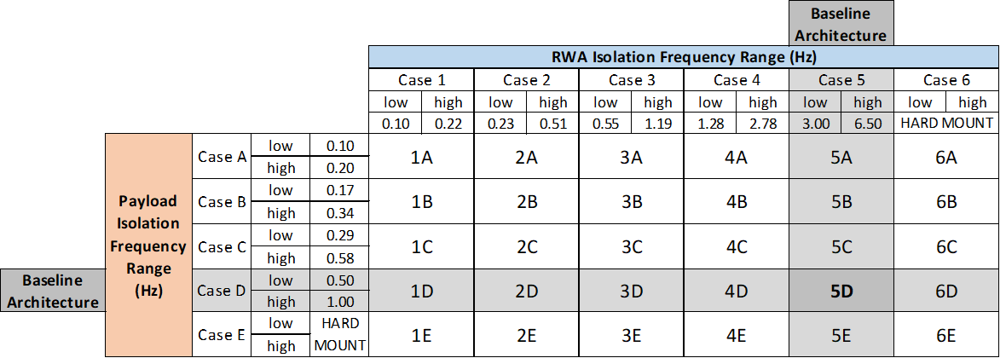 Baseline
Architecture
RWA Isolation Frequency Range (Hz)
Case 1 Case 2 Case 3 Case 4 Case 5 Case 6
low high low high low high low high low high low high
0.10 0.22 0.23 0.51 0.55 1.19 1.28 2.78 3.00 6.50 HARD MOUNT
Payload
Isolation
Frequency
Range
(Hz)
Case A low 0.10 1A 2A 3A 4A 5A 6A
high 0.20
Case B low 0.17 1B 2B 3B 4B 5B 6B
high 0.34
Case C low 0.29 1C 2C 3C 4C 5C 6C
high 0.58
Baseline
Architecture
Case D low 0.50 1D 2D 3D 4D 5D 6D
high 1.00
Case E low HARD 1E 2E 3E 4E 5E 6E
high MOUNT